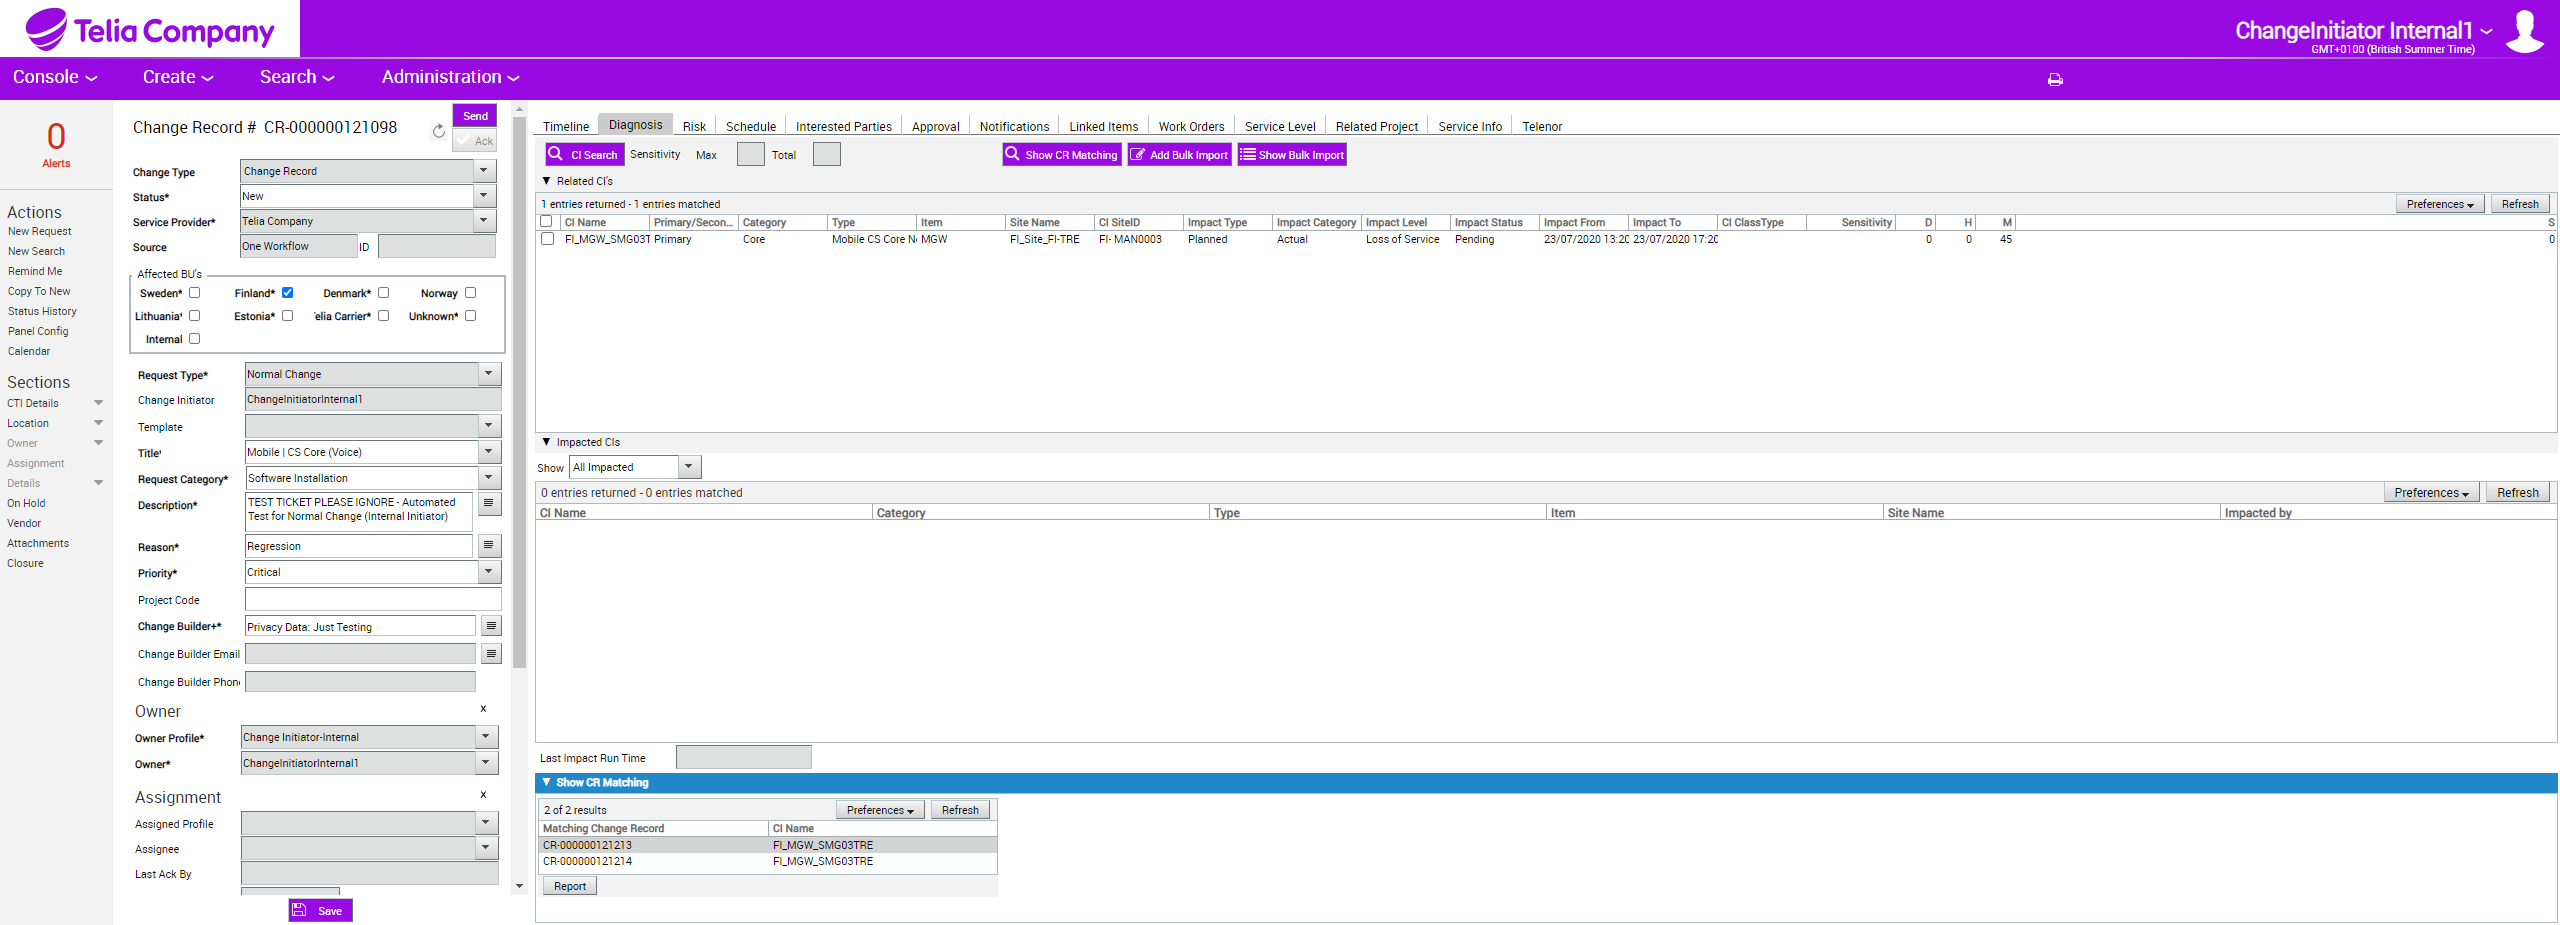 Telia Company
ChangeInitiator Internal1
GMT+0100 (British Summer Time)
Console Create Search Administration
0
Alerts
Actions
New Request
New Search
Remind Me
Copy To New
Status History
Panel Config
Calendar
Sections
CTI Details
Location
Owner
Assignment
Details
On Hold
Vendor
Attachments
Closure
Change Record # CR-000000121098
Send
Ack
Change Type Change Record
Status* New
Service Provider* Telia Company
Source One Workflow ID
Affected BU's
Sweden* Finland* Denmark* Norway
Lithuania* Estonia* Telia Carrier* Unknown*
Internal
Request Type* Normal Change
Change Initiator ChangeInitiatorInternal1
Template
Title* Mobile | CS Core (Voice)
Request Category* Software Installation
Description* TEST TICKET PLEASE IGNORE - Automated
Test for Normal Change (Internal Initiator)
Reason* Regression
Priority* Critical
Project Code
Change Builder+* Privacy Data: Just Testing
Change Builder Email
Change Builder Phone
Owner x
Owner Profile* Change Initiator-Internal
Owner* ChangeInitiatorInternal1
Assignment x
Assigned Profile
Assignee
Last Ack By
Save
Timeline Diagnosis Risk Schedule Interested Parties Approval Notifications Linked Items Work Orders Service Level Related Project Service Info Telenor
CI Search Sensitivity Max Total Show CR Matching Add Bulk Import Show Bulk Import
Related CI's
1 entries returned - 1 entries matched Preferences Refresh
CI Name Primary/Secon... Category Type Item Site Name CI SiteID Impact Type Impact Category Impact Level Impact Status Impact From Impact To CI ClassType Sensitivity D H M S
FI_MGW_SMG03T Primary Core Mobile CS Core N MGW FI_Site_FI-TRE FI- MAN0003 Planned Actual Loss of Service Pending 23/07/2020 13:20 23/07/2020 17:20 0 0 45 0
Impacted CIs
Show All Impacted
0 entries returned - 0 entries matched Preferences Refresh
CI Name Category Type Item Site Name Impacted by
Last Impact Run Time
Show CR Matching
2 of 2 results Preferences Refresh
Matching Change Record CI Name
CR-000000121213 FI_MGW_SMG03TRE
CR-000000121214 FI_MGW_SMG03TRE
Report